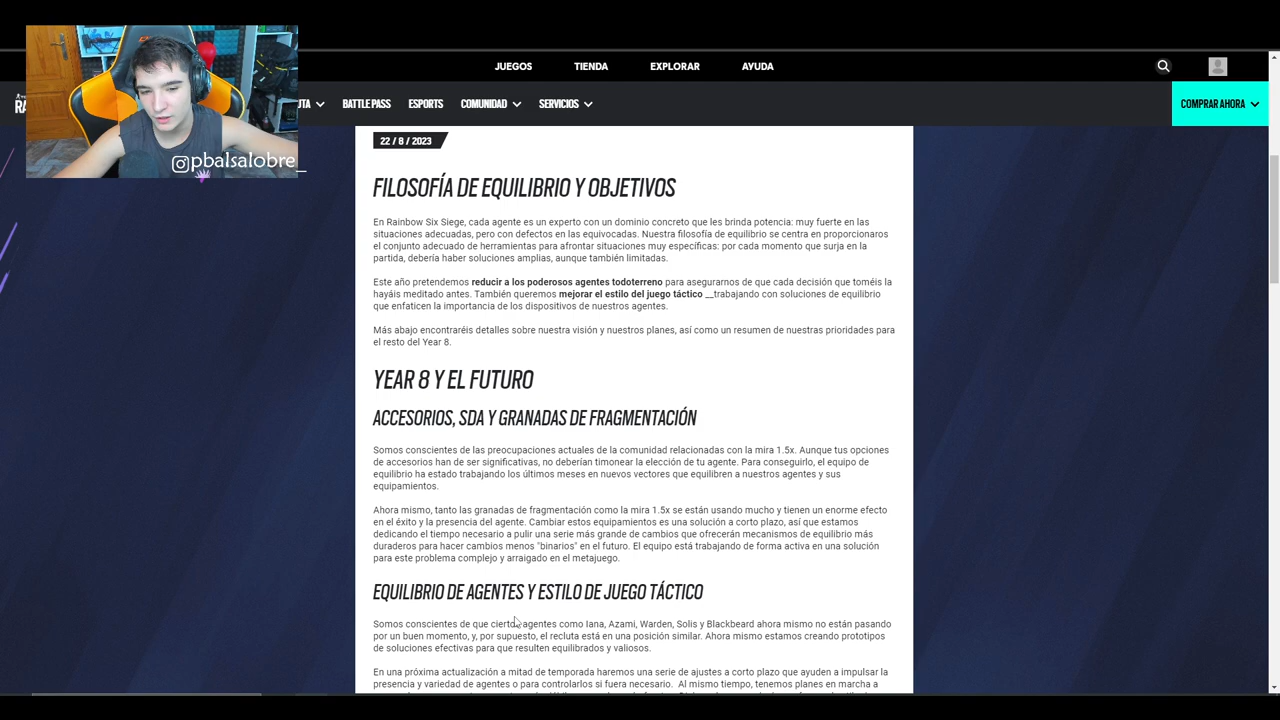 JUEGOS TIENDA EXPLORAR AYUDA
RA
UTA BATTLE PASS ESPORTS COMUNIDAD SERVICIOS COMPRAR AHORA
pbalsalobre_
22 / 8 / 2023
FILOSOFÍA DE EQUILIBRIO Y OBJETIVOS
En Rainbow Six Siege, cada agente es un experto con un dominio concreto que les brinda potencia: muy fuerte en las
situaciones adecuadas, pero con defectos en las equivocadas. Nuestra filosofía de equilibrio se centra en proporcionaros
el conjunto adecuado de herramientas para afrontar situaciones muy específicas: por cada momento que surja en la
partida, debería haber soluciones amplias, aunque también limitadas.
Este año pretendemos reducir a los poderosos agentes todoterreno para asegurarnos de que cada decisión que toméis la
hayáis meditado antes. También queremos mejorar el estilo del juego táctico __trabajando con soluciones de equilibrio
que enfaticen la importancia de los dispositivos de nuestros agentes.
Más abajo encontraréis detalles sobre nuestra visión y nuestros planes, así como un resumen de nuestras prioridades para
el resto del Year 8.
YEAR 8 Y EL FUTURO
ACCESORIOS, SDA Y GRANADAS DE FRAGMENTACIÓN
Somos conscientes de las preocupaciones actuales de la comunidad relacionadas con la mira 1.5x. Aunque tus opciones
de accesorios han de ser significativas, no deberían timonear la elección de tu agente. Para conseguirlo, el equipo de
equilibrio ha estado trabajando los últimos meses en nuevos vectores que equilibren a nuestros agentes y sus
equipamientos.
Ahora mismo, tanto las granadas de fragmentación como la mira 1.5x se están usando mucho y tienen un enorme efecto
en el éxito y la presencia del agente. Cambiar estos equipamientos es una solución a corto plazo, así que estamos
dedicando el tiempo necesario a pulir una serie más grande de cambios que ofrecerán mecanismos de equilibrio más
duraderos para hacer cambios menos "binarios" en el futuro. El equipo está trabajando de forma activa en una solución
para este problema complejo y arraigado en el metajuego.
EQUILIBRIO DE AGENTES Y ESTILO DE JUEGO TÁCTICO
Somos conscientes de que ciertos agentes como Iana, Azami, Warden, Solis y Blackbeard ahora mismo no están pasando
por un buen momento, y, por supuesto, el recluta está en una posición similar. Ahora mismo estamos creando prototipos
de soluciones efectivas para que resulten equilibrados y valiosos.
En una próxima actualización a mitad de temporada haremos una serie de ajustes a corto plazo que ayuden a impulsar la
presencia y variedad de agentes o para controlarlos si fuera necesario. Al mismo tiempo, tenemos planes en marcha a